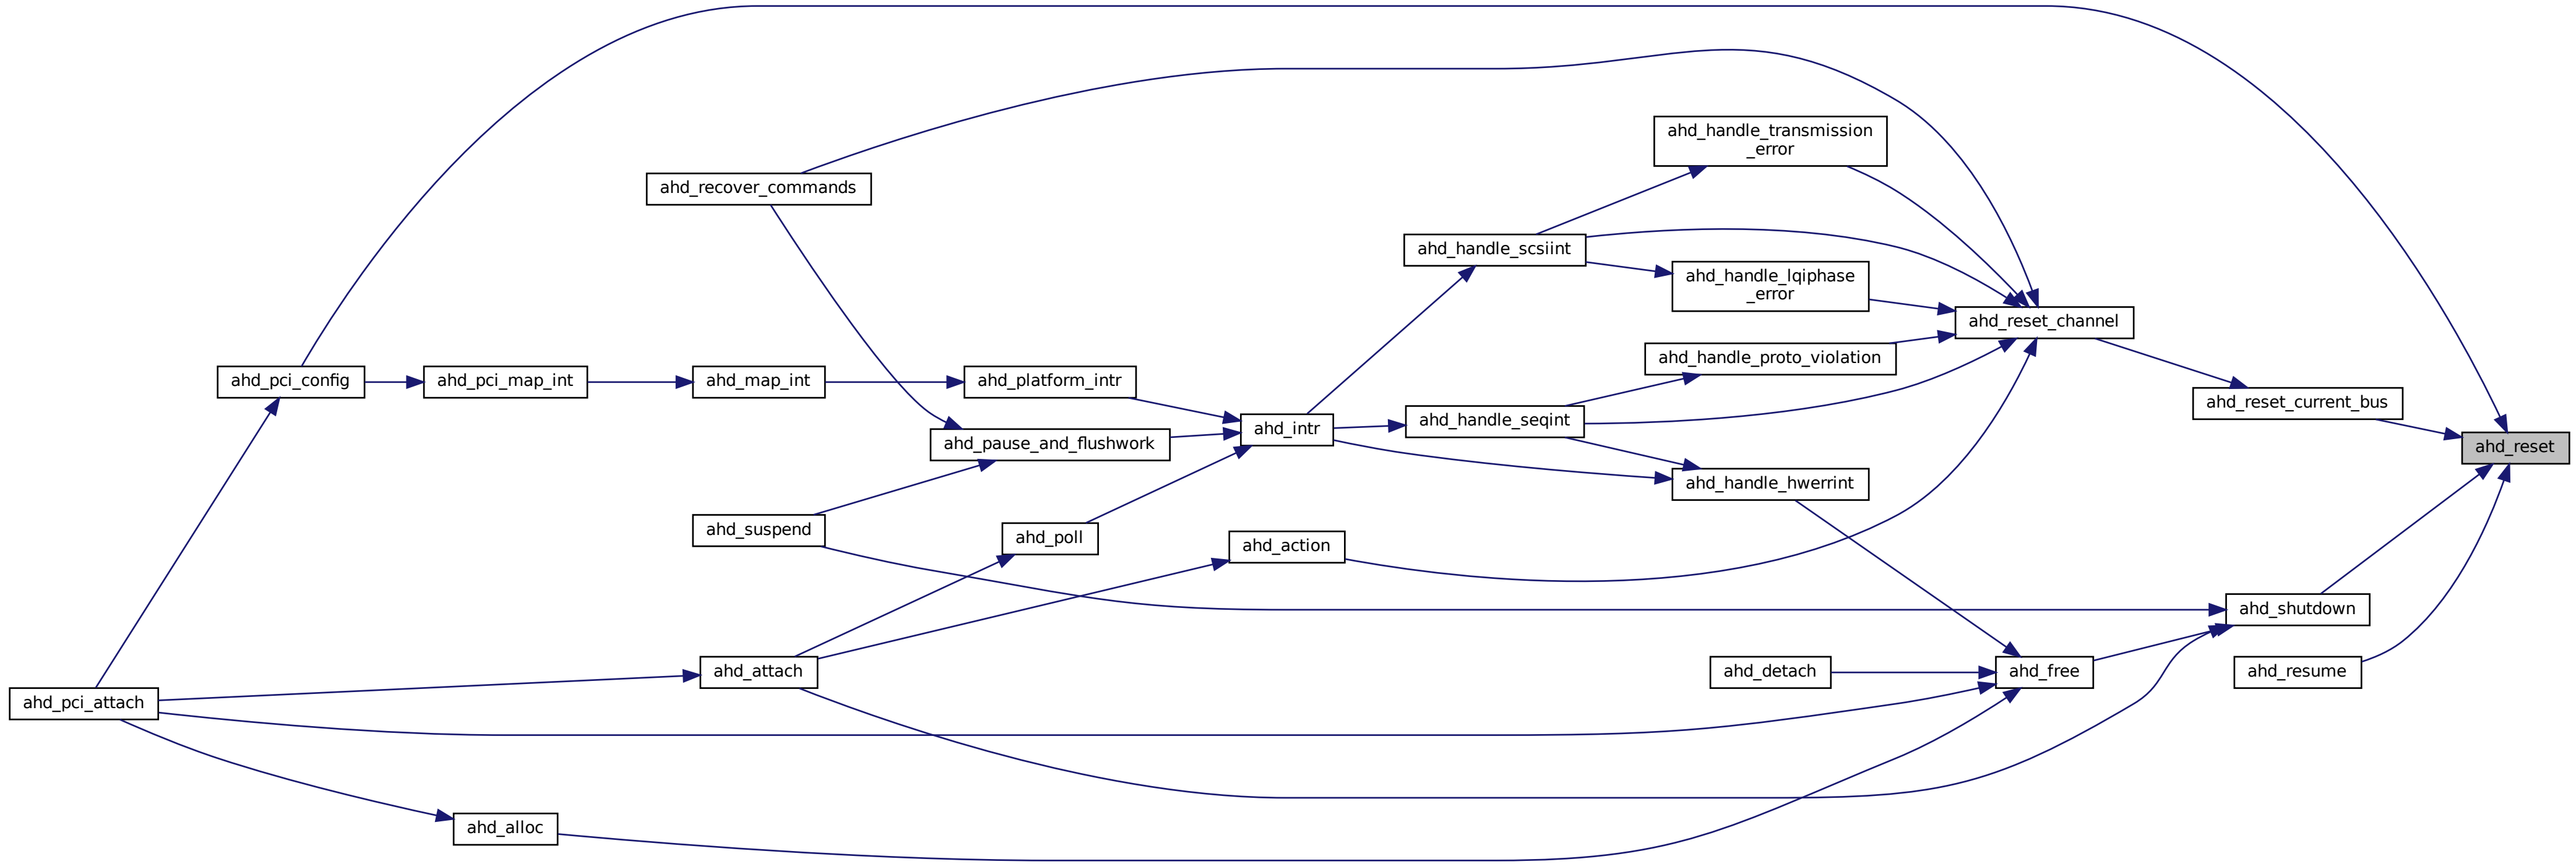 ahd_handle_transmission
_error
ahd_recover_commands
ahd_handle_scsiint
ahd_handle_lqiphase
_error
ahd_reset_channel
ahd_handle_proto_violation
ahd_pci_config
ahd_pci_map_int
ahd_map_int
ahd_platform_intr
ahd_reset_current_bus
ahd_handle_seqint
ahd_intr
ahd_pause_and_flushwork
ahd_reset
ahd_handle_hwerrint
ahd_suspend
ahd_poll
ahd_action
ahd_shutdown
ahd_attach
ahd_detach
ahd_free
ahd_resume
ahd_pci_attach
ahd_alloc